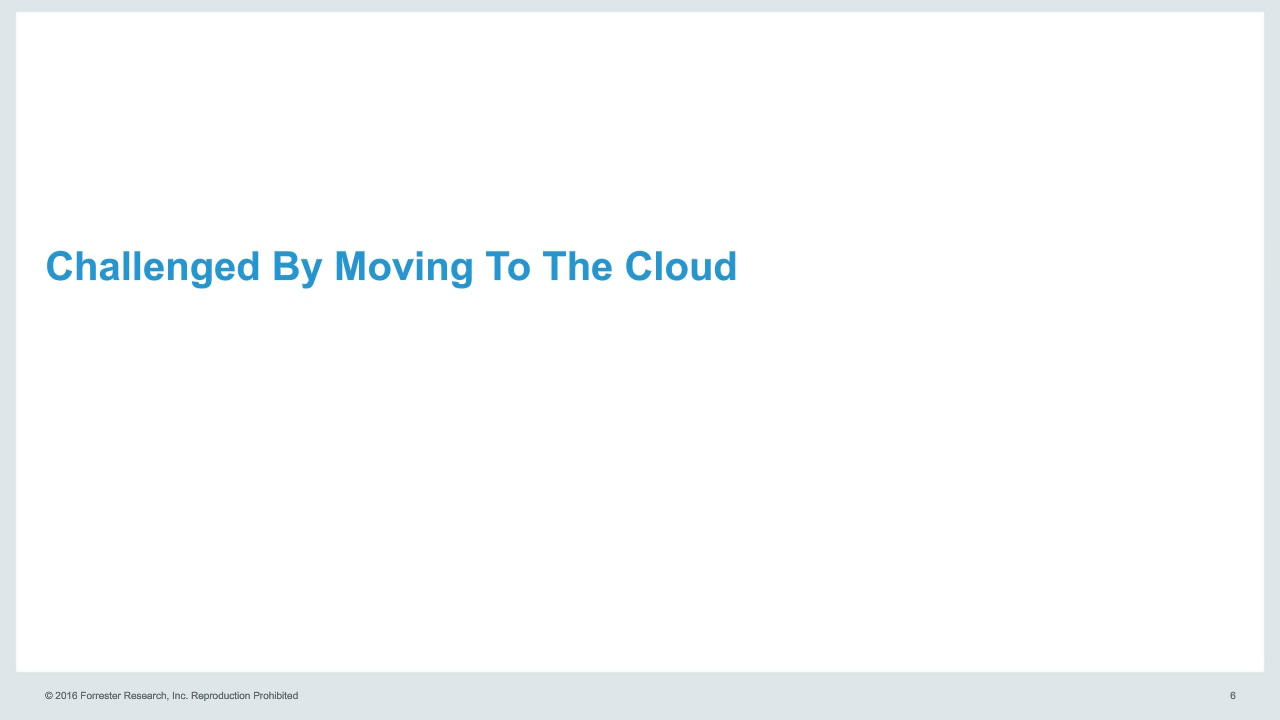 Challenged By Moving To The Cloud
© 2016 Forrester Research, Inc. Reproduction Prohibited
6